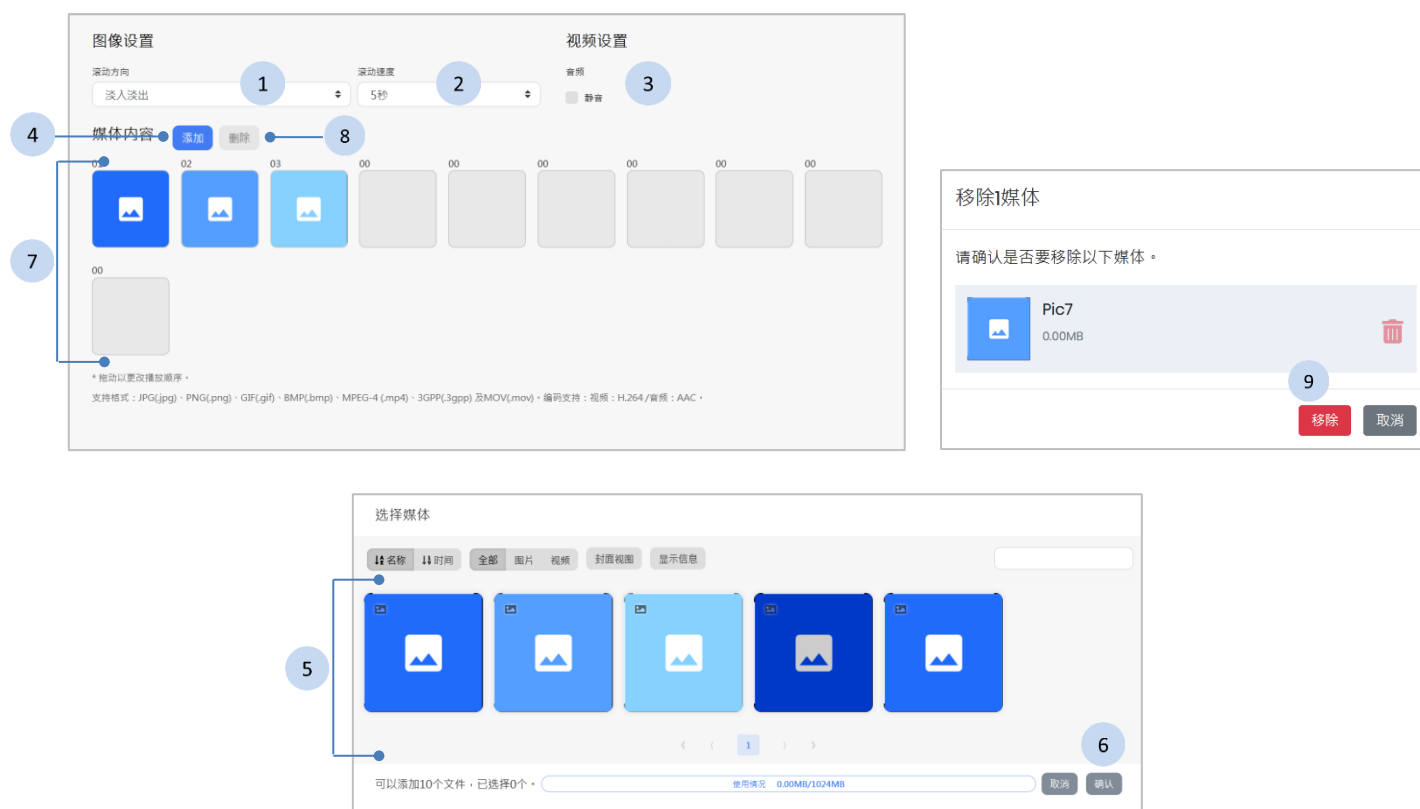 图像设置
视频设置
滚动方向
滚动速度
音频
淡入淡出
1
5秒
2
静音
3
4
媒体内容
添加
删除
8
01 02 03 00 00 00 00 00 00
7
00
* 拖动以更改播放顺序。
支持格式：JPG(.jpg)、PNG(.png)、GIF(.gif)、BMP(.bmp)、MPEG-4 (.mp4)、3GPP(.3gpp) 及MOV(.mov)。编码支持：视频：H.264 /音频：AAC。
移除1媒体
请确认是否要移除以下媒体。
Pic7
0.00MB
9
移除
取消
选择媒体
名称 时间 全部 图片 视频 封面视图 显示信息
5
1
6
可以添加10个文件，已选择0个。 使用情况 0.00MB/1024MB 取消 确认